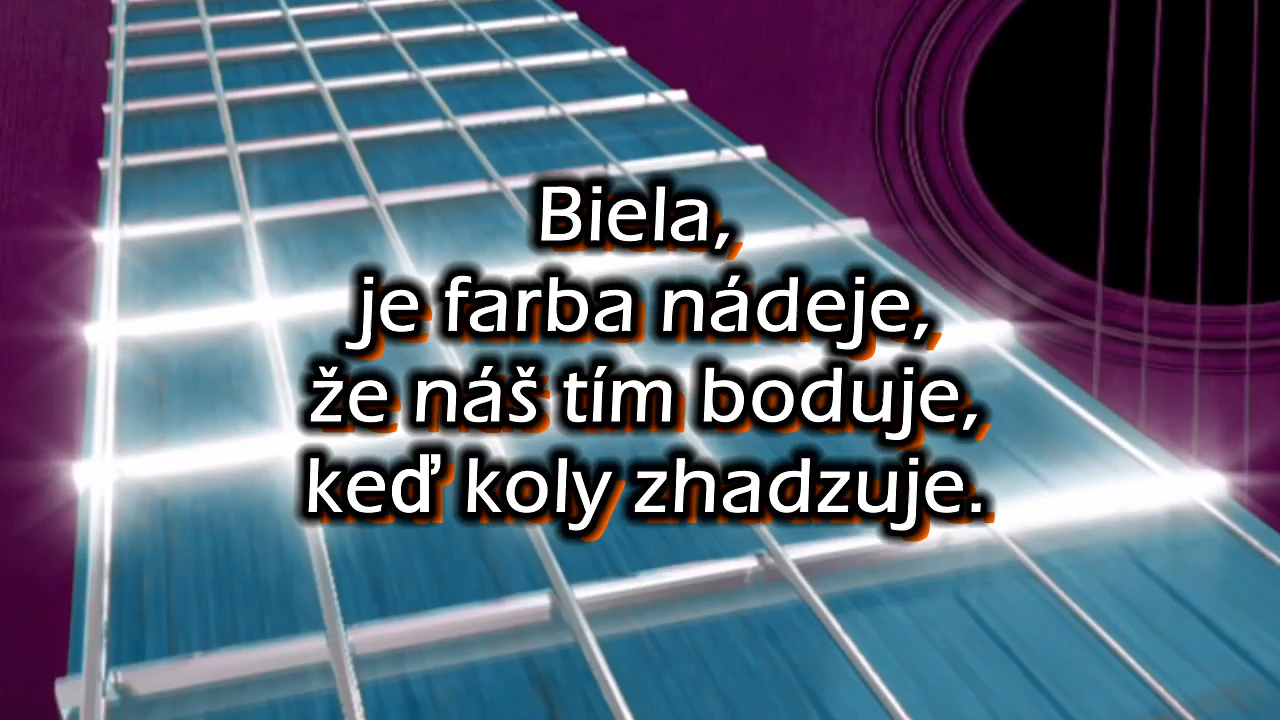 Biela,
je farba nádeje,
že náš tím boduje,
keď koly zhadzuje.